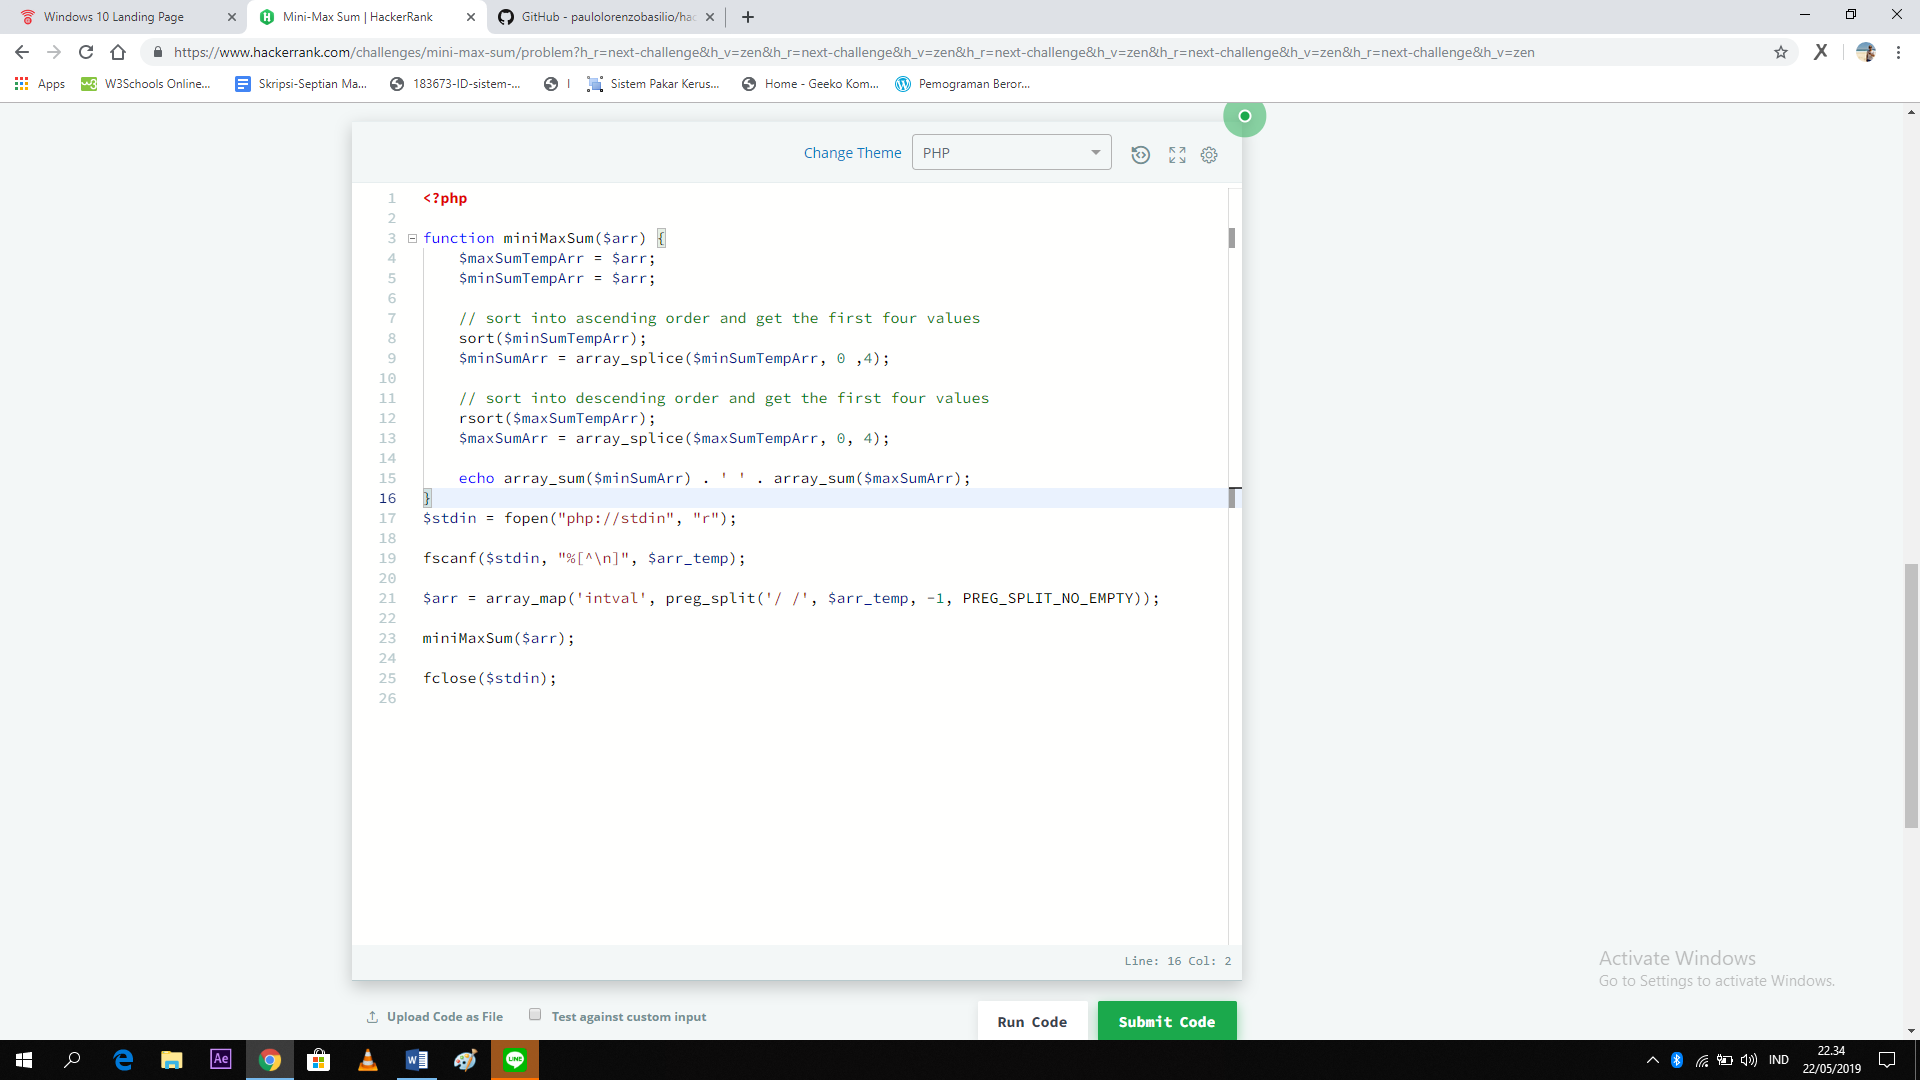 Windows 10 Landing Page
Mini-Max Sum | HackerRank
GitHub - paulolorenzobasilio/hac
https://www.hackerrank.com/challenges/mini-max-sum/problem?h_r=next-challenge&h_v=zen&h_r=next-challenge&h_v=zen&h_r=next-challenge&h_v=zen&h_r=next-challenge&h_v=zen&h_r=next-challenge&h_v=zen
Apps
W3Schools Online...
Skripsi-Septian Ma...
183673-ID-sistem-...
I
Sistem Pakar Kerus...
Home - Geeko Kom...
Pemograman Beror...
Change Theme
PHP
1 <?php
2
3 function miniMaxSum($arr) {
4     $maxSumTempArr = $arr;
5     $minSumTempArr = $arr;
6
7     // sort into ascending order and get the first four values
8     sort($minSumTempArr);
9     $minSumArr = array_splice($minSumTempArr, 0 ,4);
10
11     // sort into descending order and get the first four values
12     rsort($maxSumTempArr);
13     $maxSumArr = array_splice($maxSumTempArr, 0, 4);
14
15     echo array_sum($minSumArr) . ' ' . array_sum($maxSumArr);
16 }
17 $stdin = fopen("php://stdin", "r");
18
19 fscanf($stdin, "%[^\n]", $arr_temp);
20
21 $arr = array_map('intval', preg_split('/ /', $arr_temp, -1, PREG_SPLIT_NO_EMPTY));
22
23 miniMaxSum($arr);
24
25 fclose($stdin);
26
Line: 16 Col: 2
Activate Windows
Go to Settings to activate Windows.
Upload Code as File
Test against custom input
Run Code
Submit Code
Ae
LINE
IND
22.34
22/05/2019